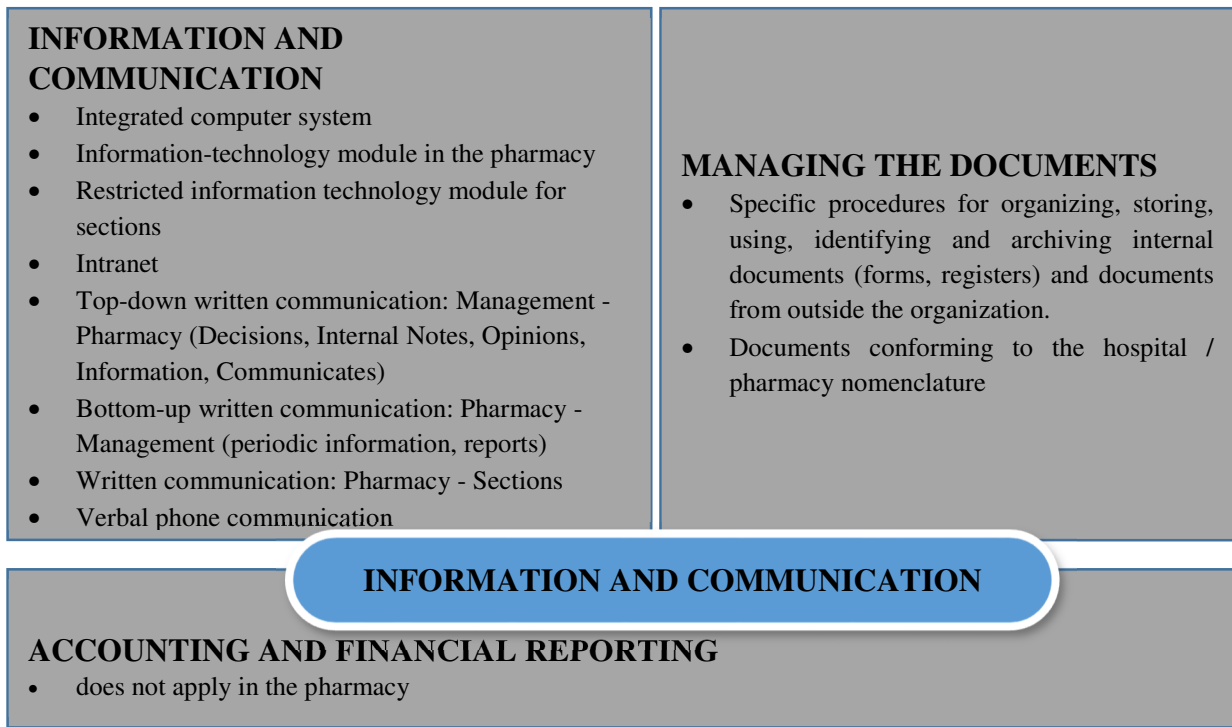 INFORMATION AND
COMMUNICATION
• Integrated computer system
• Information-technology module in the pharmacy
• Restricted information technology module for
sections
• Intranet
• Top-down written communication: Management -
Pharmacy (Decisions, Internal Notes, Opinions,
Information, Communicates)
• Bottom-up written communication: Pharmacy -
Management (periodic information, reports)
• Written communication: Pharmacy - Sections
• Verbal phone communication
MANAGING THE DOCUMENTS
• Specific procedures for organizing, storing,
using, identifying and archiving internal
documents (forms, registers) and documents
from outside the organization.
• Documents conforming to the hospital /
pharmacy nomenclature
INFORMATION AND COMMUNICATION
ACCOUNTING AND FINANCIAL REPORTING
• does not apply in the pharmacy